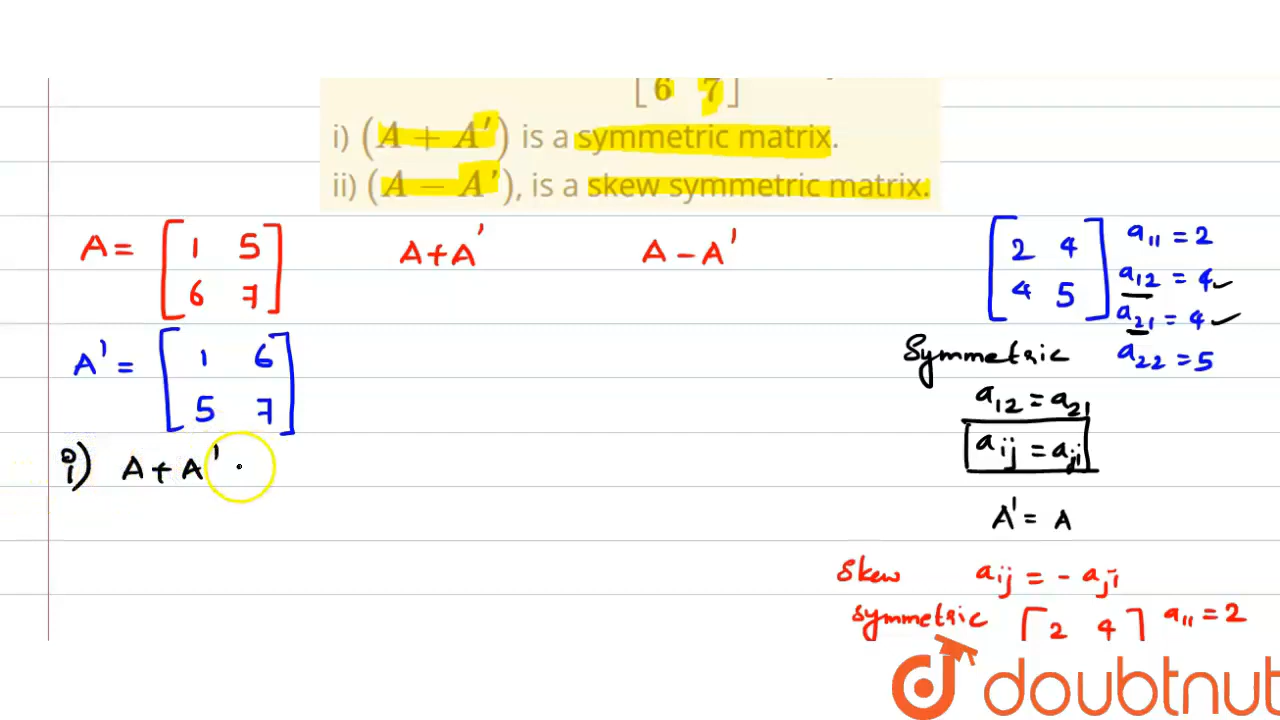 [6 7]
i) (A + A') is a symmetric matrix.
ii) (A − A'), is a skew symmetric matrix.
A = [1 5
6 7]
A + A'
A − A'
[2 4
4 5]
a11 = 2
a12 = 4 ✓
a21 = 4 ✓
a22 = 5
A' = [1 6
5 7]
Symmetric
a12 = a21
aij = aji
i) A + A'
A' = A
Skew symmetric
aij = - aji
[2 4]
a11 = 2
doubtnut